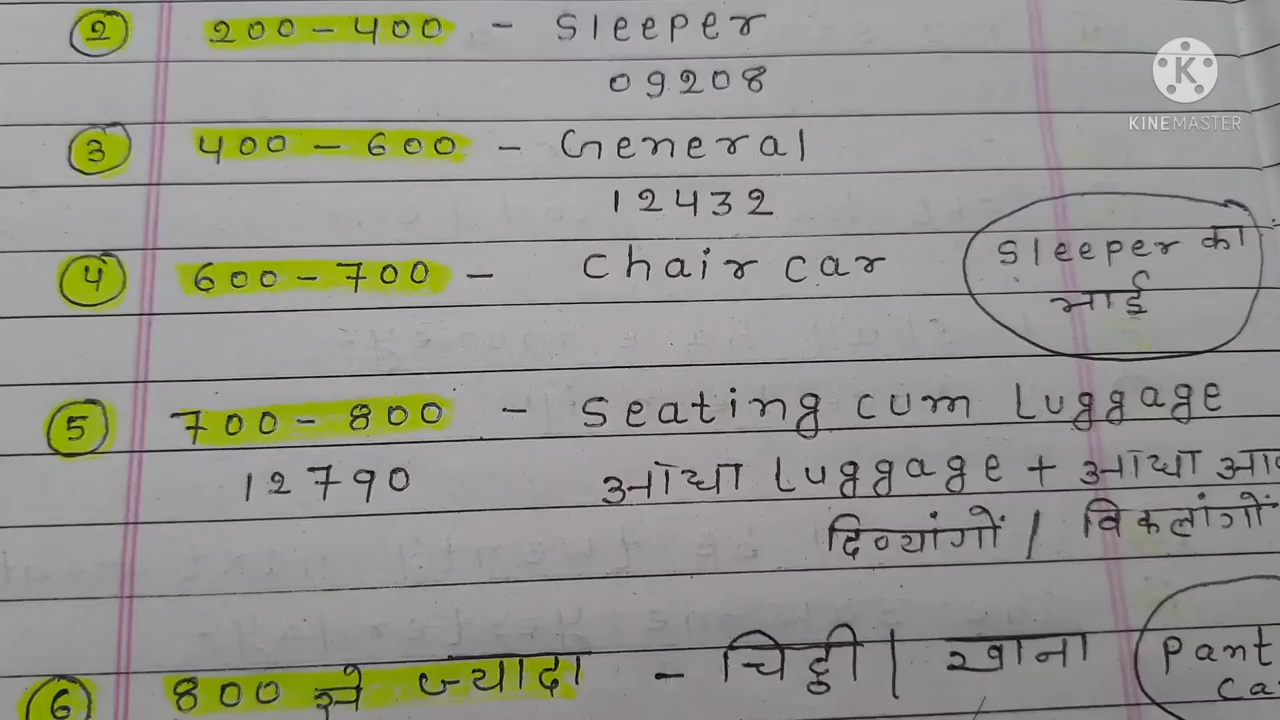 2 200-400 - Sleeper
09208
KINEMASTER
3 400-600 - General
12432
4 600-700 - Chair car
Sleeper का
भाई
5 700-800 - Seating cum Luggage
12790 आधा Luggage + आधा
दिव्यांगों / विकलांगों
6 800 से ज्यादा - चिट्ठी / खाना